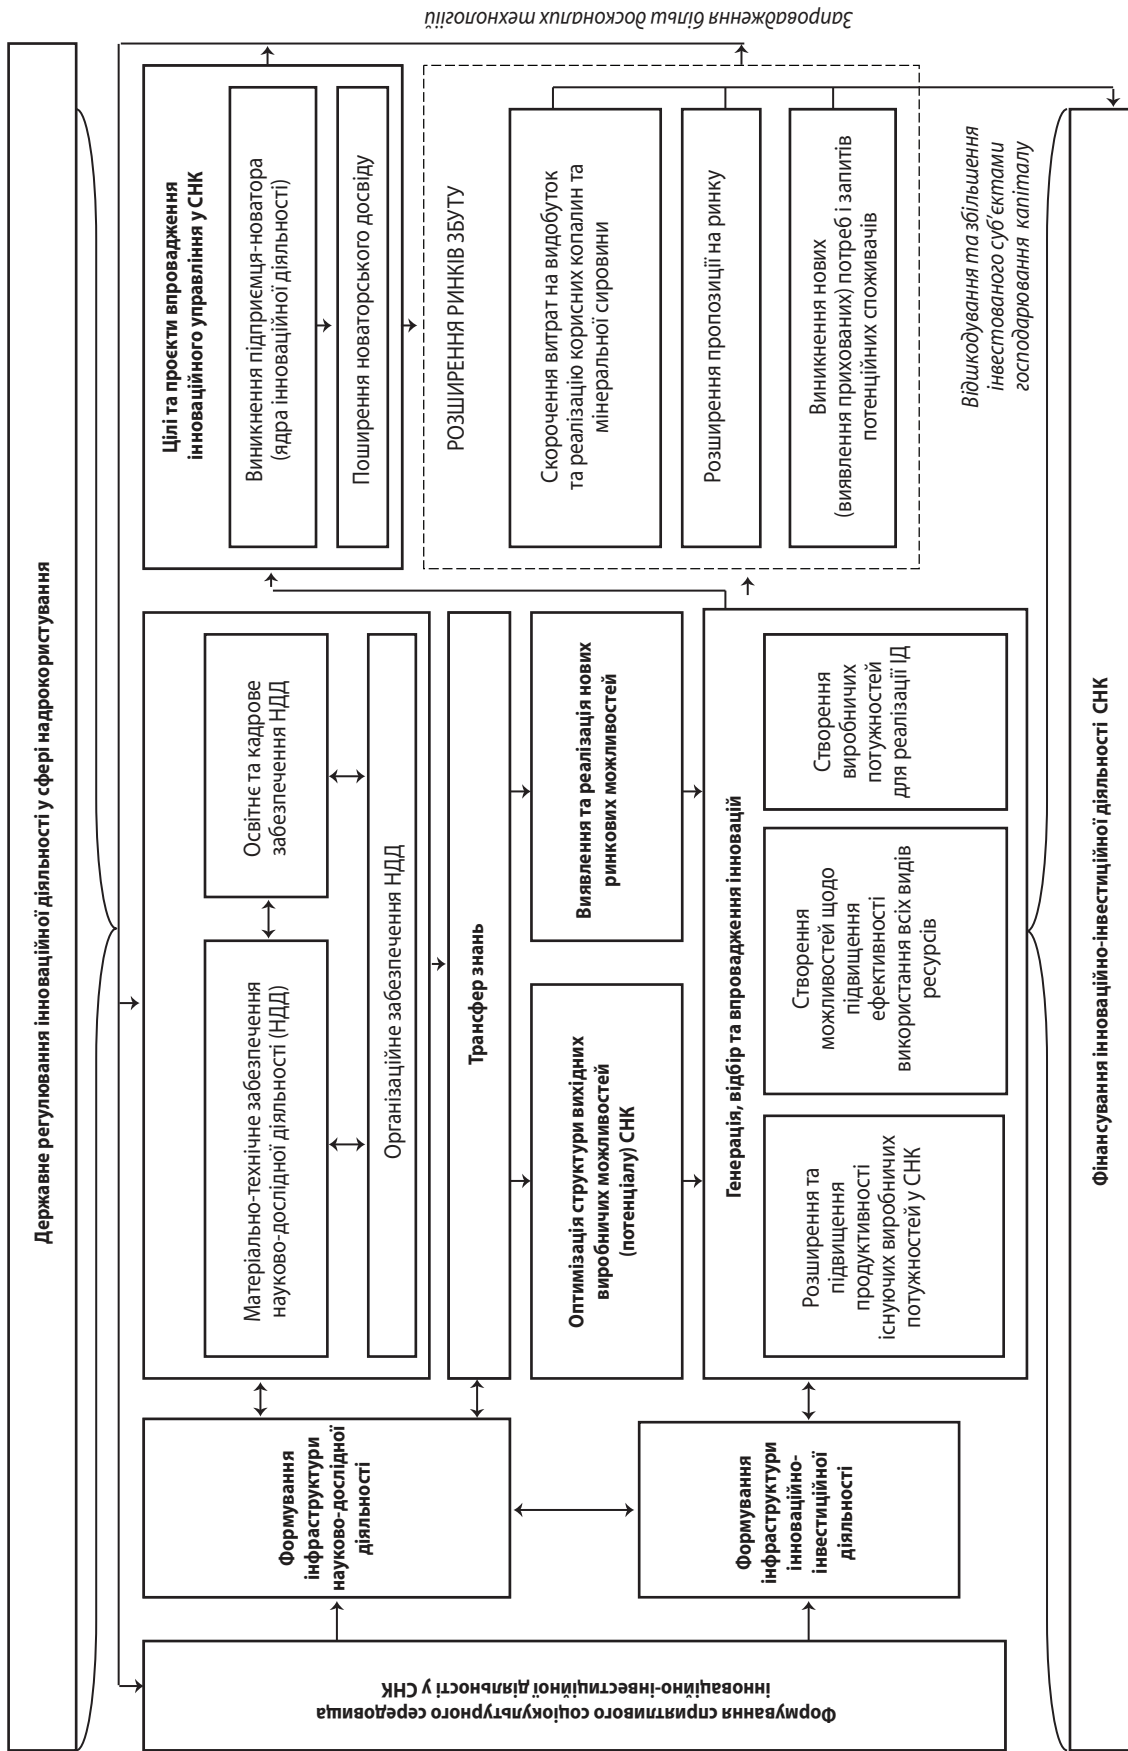 Державне регулювання інноваційної діяльності у сфері надрокористування
Формування сприятливого соціокультурного середовища
інноваційно-інвестиційної діяльності у СНК
Формування
інфраструктури
науково-дослідної
діяльності
Формування
інфраструктури
інноваційно-
інвестиційної
діяльності
Матеріально-технічне забезпечення
науково-дослідної діяльності (НДД)
Освітнє та кадрове
забезпечення НДД
Організаційне забезпечення НДД
Трансфер знань
Оптимізація структури вихідних
виробничих можливостей
(потенціалу) СНК
Виявлення та реалізація нових
ринкових можливостей
Генерація, відбір та впровадження інновацій
Розширення та
підвищення
продуктивності
існуючих виробничих
потужностей у СНК
Створення
можливостей щодо
підвищення
ефективності
використання всіх видів
ресурсів
Створення
виробничих
потужностей
для реалізації ІД
Цілі та проєкти впровадження
інноваційного управління у СНК
Виникнення підприємця-новатора
(ядра інноваційної діяльності)
Поширення новаторського досвіду
РОЗШИРЕННЯ РИНКІВ ЗБУТУ
Скорочення витрат на видобуток
та реалізацію корисних копалин та
мінеральної сировини
Розширення пропозиції на ринку
Виникнення нових
(виявлення прихованих) потреб і запитів
потенційних споживачів
Запровадження більш досконалих технологій
Відшкодування та збільшення
інвестованого суб’єктами
господарювання капіталу
Фінансування інноваційно-інвестиційної діяльності СНК